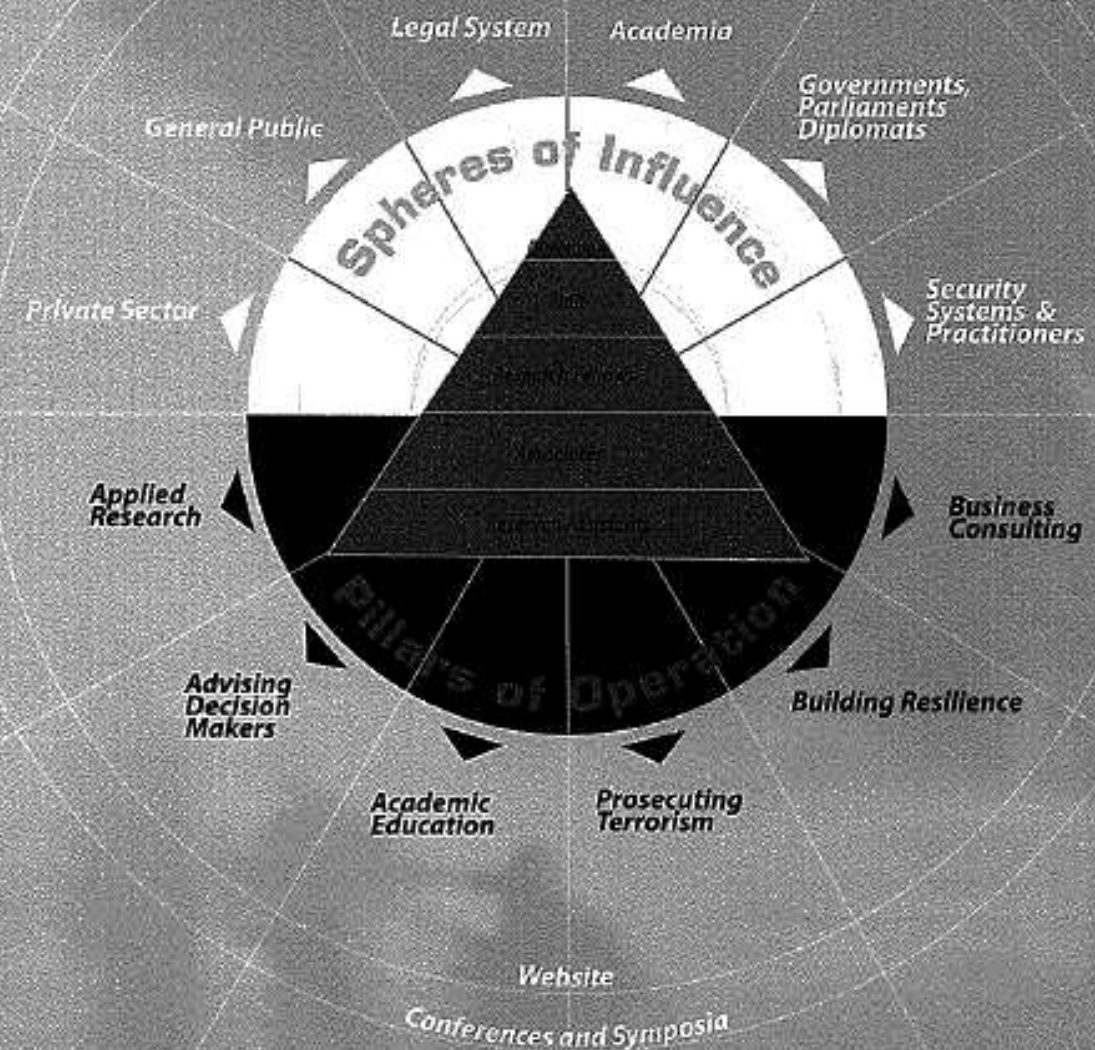 Legal System
Academia
Governments,
Parliaments
Diplomats
General Public
Spheres of Influence
Private Sector
Security
Systems &
Practitioners
Associates
Applied
Research
Business
Consulting
Pillars of Operation
Advising
Decision
Makers
Building Resilience
Academic
Education
Prosecuting
Terrorism
Website
Conferences and Symposia